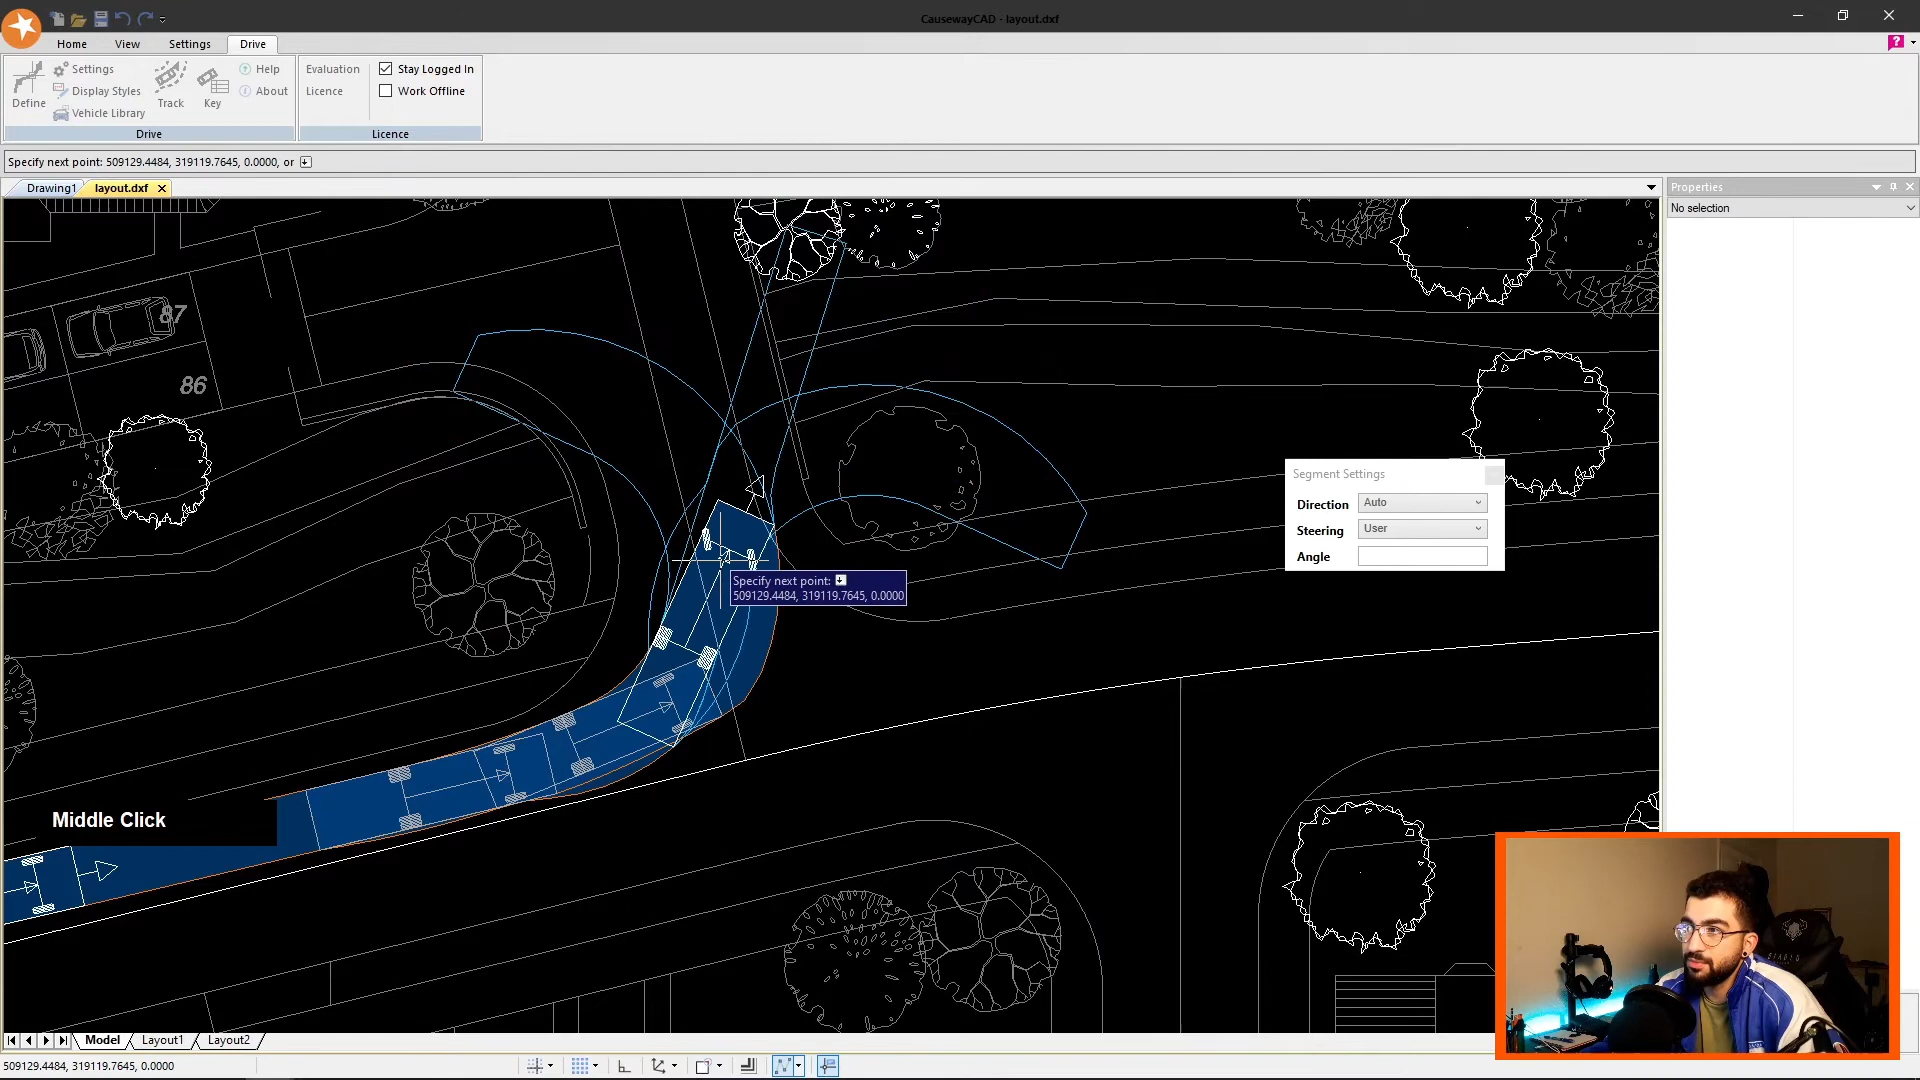 CausewayCAD - layout.dxf
Home View Settings Drive
Define
Settings
Display Styles
Vehicle Library
Track
Key
Help
About
Drive
Evaluation
Licence
Stay Logged In
Work Offline
Licence
Specify next point: 509129.4484, 319119.7645, 0.0000, or
Drawing1 layout.dxf
Properties
No selection
87
86
Segment Settings
Direction Auto
Steering User
Angle
Specify next point:
509129.4484, 319119.7645, 0.0000
Middle Click
DIABLO
Model Layout1 Layout2
509129.4484, 319119.7645, 0.0000